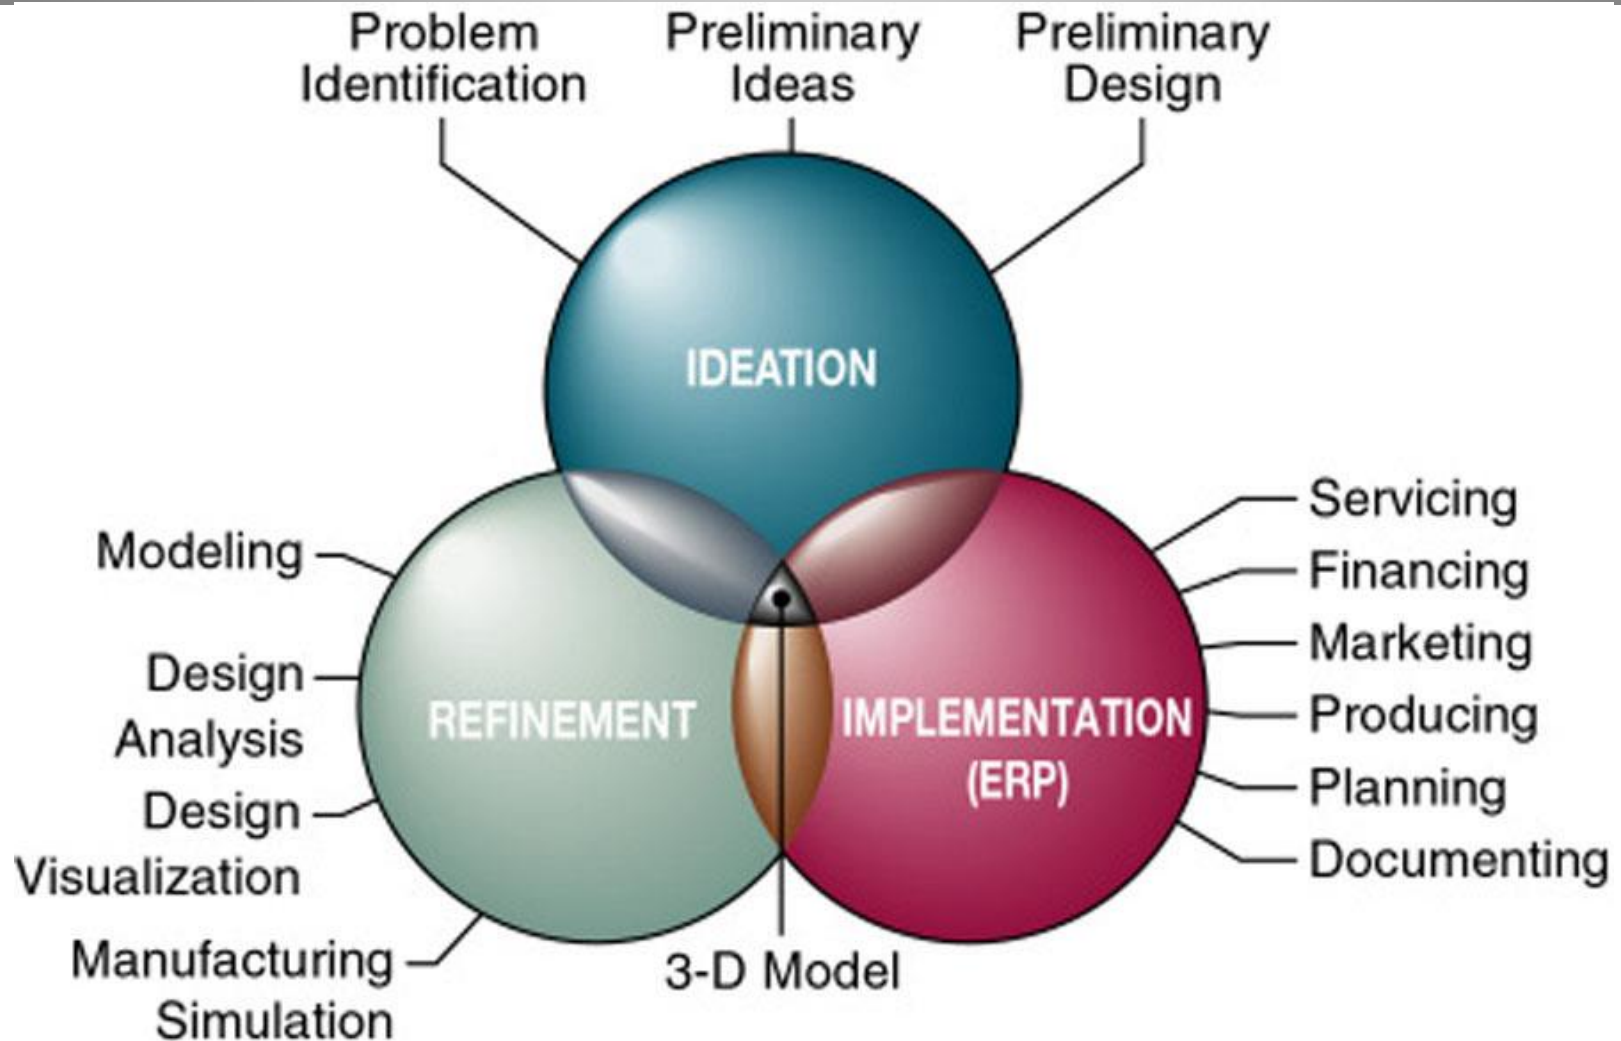 Problem
Identification
Preliminary
Ideas
Preliminary
Design
IDEATION
Modeling
Design
Analysis
Design
Visualization
Manufacturing
Simulation
REFINEMENT
IMPLEMENTATION
(ERP)
Servicing
Financing
Marketing
Producing
Planning
Documenting
3-D Model